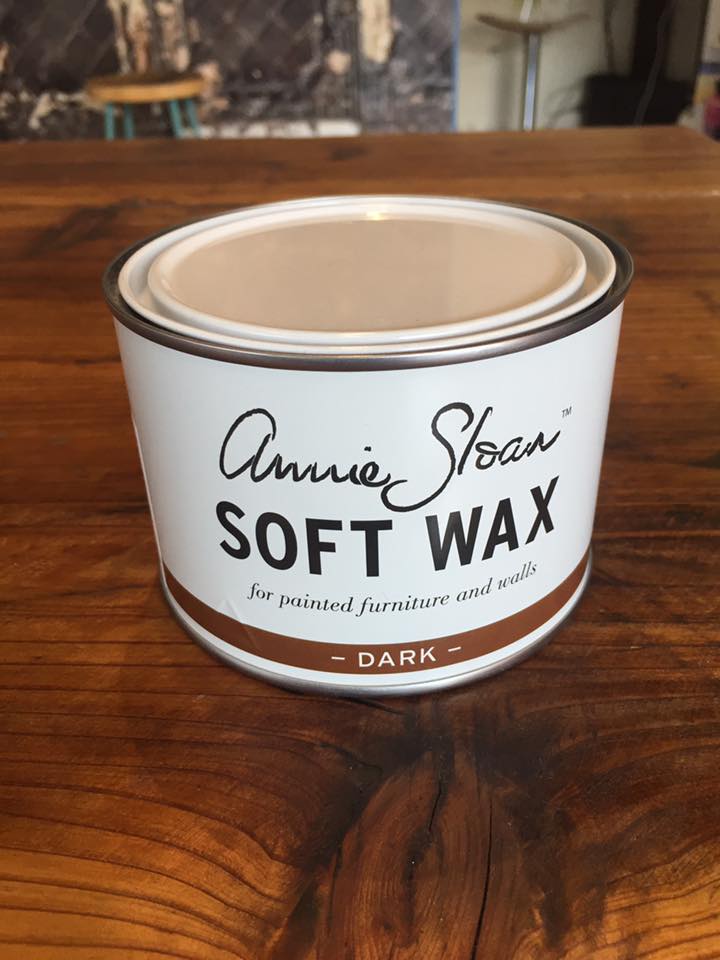 Annie Sloan™
SOFT WAX
for painted furniture and walls
– DARK –